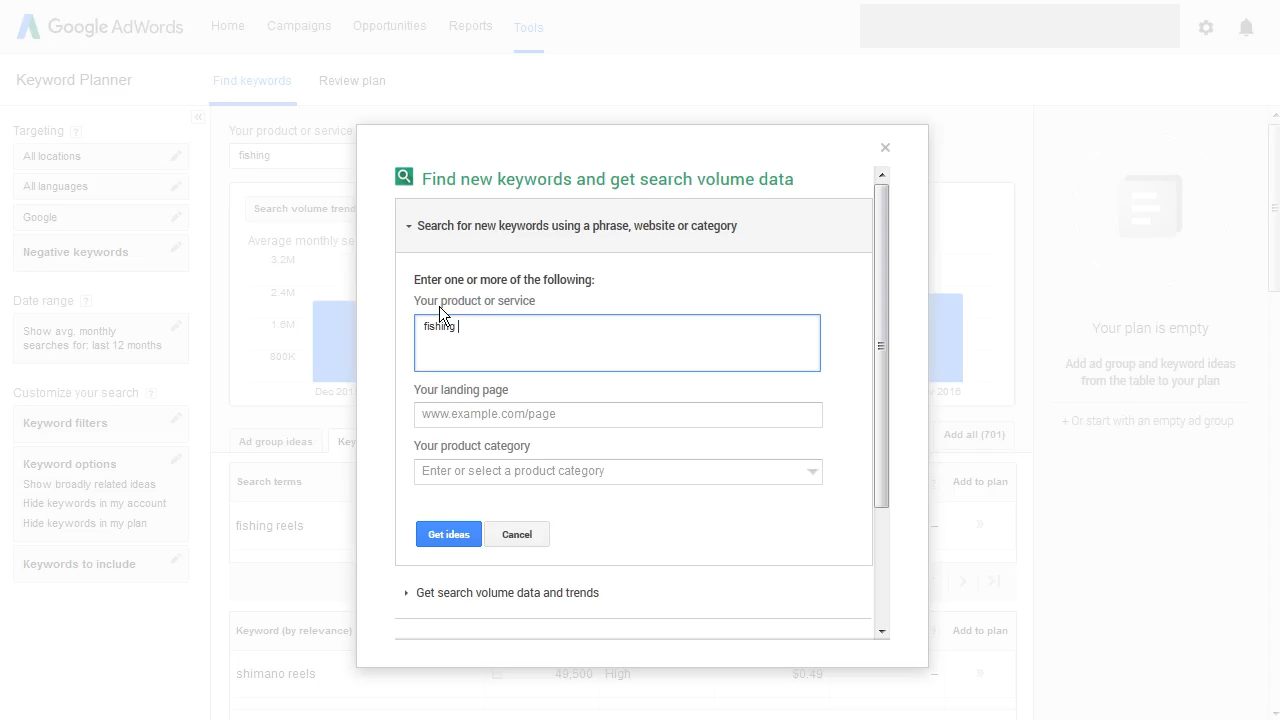 Google AdWords
Home
Campaigns
Opportunities
Reports
Tools
Keyword Planner
Find keywords
Review plan
Targeting ?
All locations
All languages
Google
Negative keywords
Date range ?
Show avg. monthly
searches for: last 12 months
Customize your search ?
Keyword filters
Keyword options
Show broadly related ideas
Hide keywords in my account
Hide keywords in my plan
Keywords to include
Your product or service
fishing
Search volume trend
Average monthly se
3.2M
2.4M
1.6M
800K
Dec 201
2016
Ad group ideas
Key
Add all (701)
Search terms
Add to plan
fishing reels
–
Keyword (by relevance)
Add to plan
shimano reels
49,500
High
$0.49
–
Find new keywords and get search volume data
Search for new keywords using a phrase, website or category
Enter one or more of the following:
Your product or service
fishing
Your landing page
www.example.com/page
Your product category
Enter or select a product category
Get ideas
Cancel
Get search volume data and trends
Your plan is empty
Add ad group and keyword ideas
from the table to your plan
+ Or start with an empty ad group